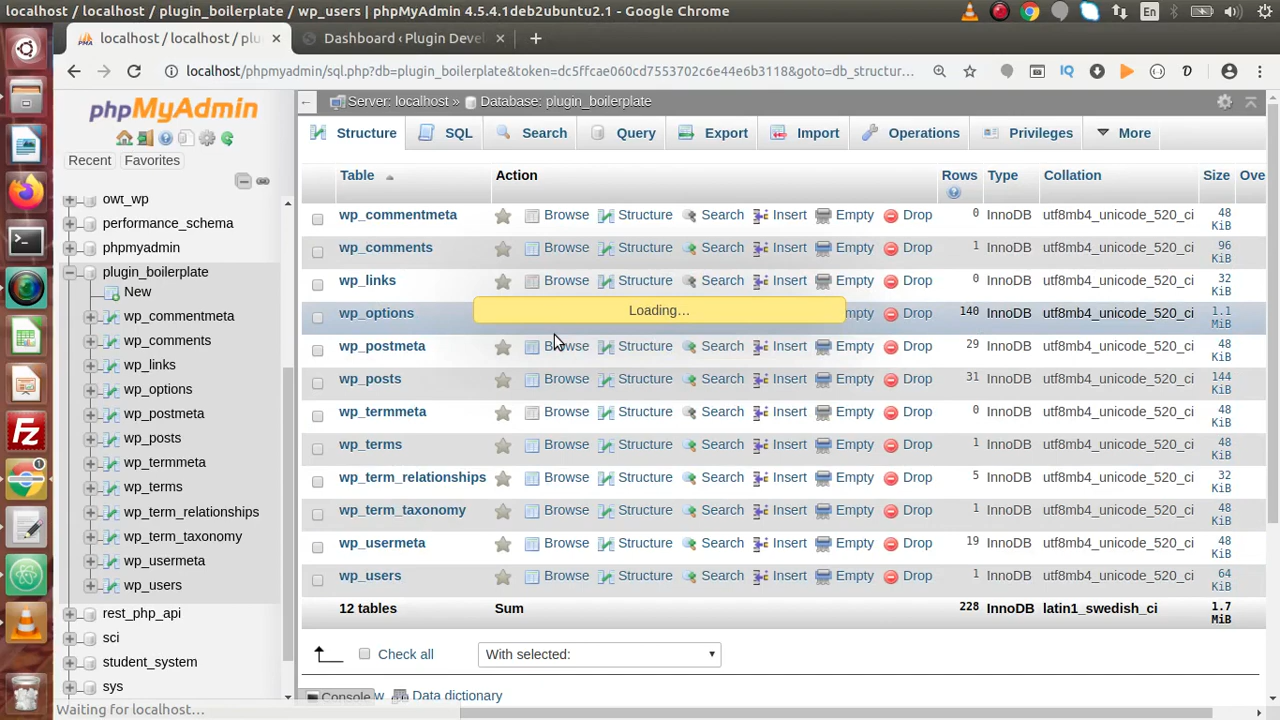 localhost / localhost / plugin_boilerplate / wp_users | phpMyAdmin 4.5.4.1deb2ubuntu2.1 - Google Chrome
En
localhost / localhost / plu
Dashboard ‹ Plugin Devel
localhost/phpmyadmin/sql.php?db=plugin_boilerplate&token=dc5ffcae060cd7553702c6e44e6b3118&goto=db_structur...
phpMyAdmin
Recent
Favorites
owt_wp
performance_schema
phpmyadmin
plugin_boilerplate
New
wp_commentmeta
wp_comments
wp_links
wp_options
wp_postmeta
wp_posts
wp_termmeta
wp_terms
wp_term_relationships
wp_term_taxonomy
wp_usermeta
wp_users
rest_php_api
sci
student_system
sys
Server: localhost » Database: plugin_boilerplate
Structure SQL Search Query Export Import Operations Privileges More
Table Action Rows Type Collation Size Ove
wp_commentmeta Browse Structure Search Insert Empty Drop 0 InnoDB utf8mb4_unicode_520_ci 48 KiB
wp_comments Browse Structure Search Insert Empty Drop 1 InnoDB utf8mb4_unicode_520_ci 96 KiB
wp_links Browse Structure Search Insert Empty Drop 0 InnoDB utf8mb4_unicode_520_ci 32 KiB
Loading...
wp_options Empty Drop 140 InnoDB utf8mb4_unicode_520_ci 1.1 MiB
wp_postmeta Browse Structure Search Insert Empty Drop 29 InnoDB utf8mb4_unicode_520_ci 48 KiB
wp_posts Browse Structure Search Insert Empty Drop 31 InnoDB utf8mb4_unicode_520_ci 144 KiB
wp_termmeta Browse Structure Search Insert Empty Drop 0 InnoDB utf8mb4_unicode_520_ci 48 KiB
wp_terms Browse Structure Search Insert Empty Drop 1 InnoDB utf8mb4_unicode_520_ci 48 KiB
wp_term_relationships Browse Structure Search Insert Empty Drop 5 InnoDB utf8mb4_unicode_520_ci 32 KiB
wp_term_taxonomy Browse Structure Search Insert Empty Drop 1 InnoDB utf8mb4_unicode_520_ci 48 KiB
wp_usermeta Browse Structure Search Insert Empty Drop 19 InnoDB utf8mb4_unicode_520_ci 48 KiB
wp_users Browse Structure Search Insert Empty Drop 1 InnoDB utf8mb4_unicode_520_ci 64 KiB
12 tables Sum 228 InnoDB latin1_swedish_ci 1.7 MiB
Check all With selected:
Console w Data dictionary
Waiting for localhost...